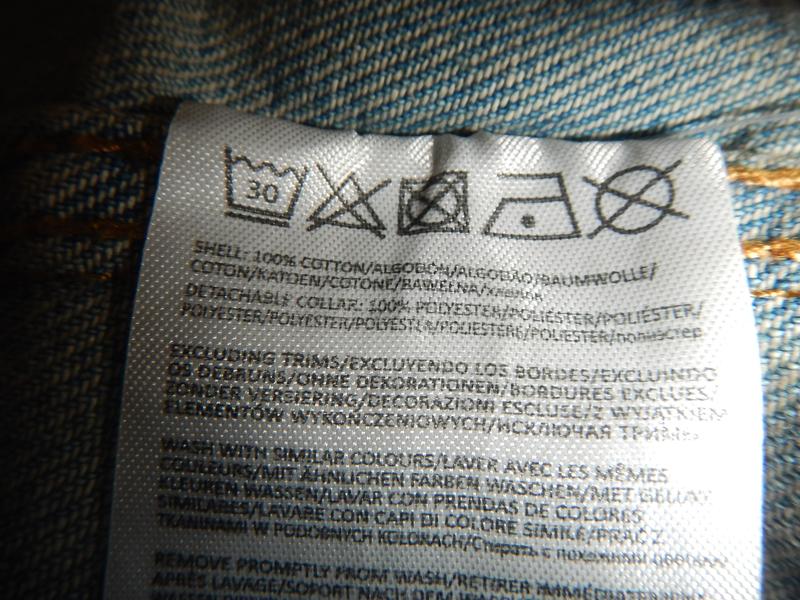 30
SHELL: 100% COTTON/ALGODÓN/ALGODÃO/BAUMWOLLE/
COTON/KATOEN/COTONE/BAWEŁNA/хлопок
DETACHABLE COLLAR: 100% POLYESTER/POLIÉSTER/POLIÉSTER/
POLYESTER/POLYESTER/POLYESTER/POLIESTERE/POLIESTER/полиэстер
EXCLUDING TRIMS/EXCLUYENDO LOS BORDES/EXCLUINDO
OS DEBRUNS/OHNE DEKORATIONEN/BORDURES EXCLUES/
ZONDER VERSIERING/DECORAZIONI ESCLUSE/Z WYJĄTKIEM
ELEMENTÓW WYKOŃCZENIOWYCH/ИСКЛЮЧАЯ
WASH WITH SIMILAR COLOURS/LAVER AVEC LES MÊMES
COULEURS/MIT ÄHNLICHEN FARBEN WASCHEN/MET
KLEUREN WASSEN/LAVAR CON PRENDAS DE COLORES
SIMILARES/LAVARE CON CAPI DI COLORE SIMILE/PRAĆ Z
TKANINAMI W PODOBNYCH KOLORACH/Стирать с похожими
REMOVE PROMPTLY FROM WASH/RETIRER
APRÈS LAVAGE/SOFORT NACH DEM